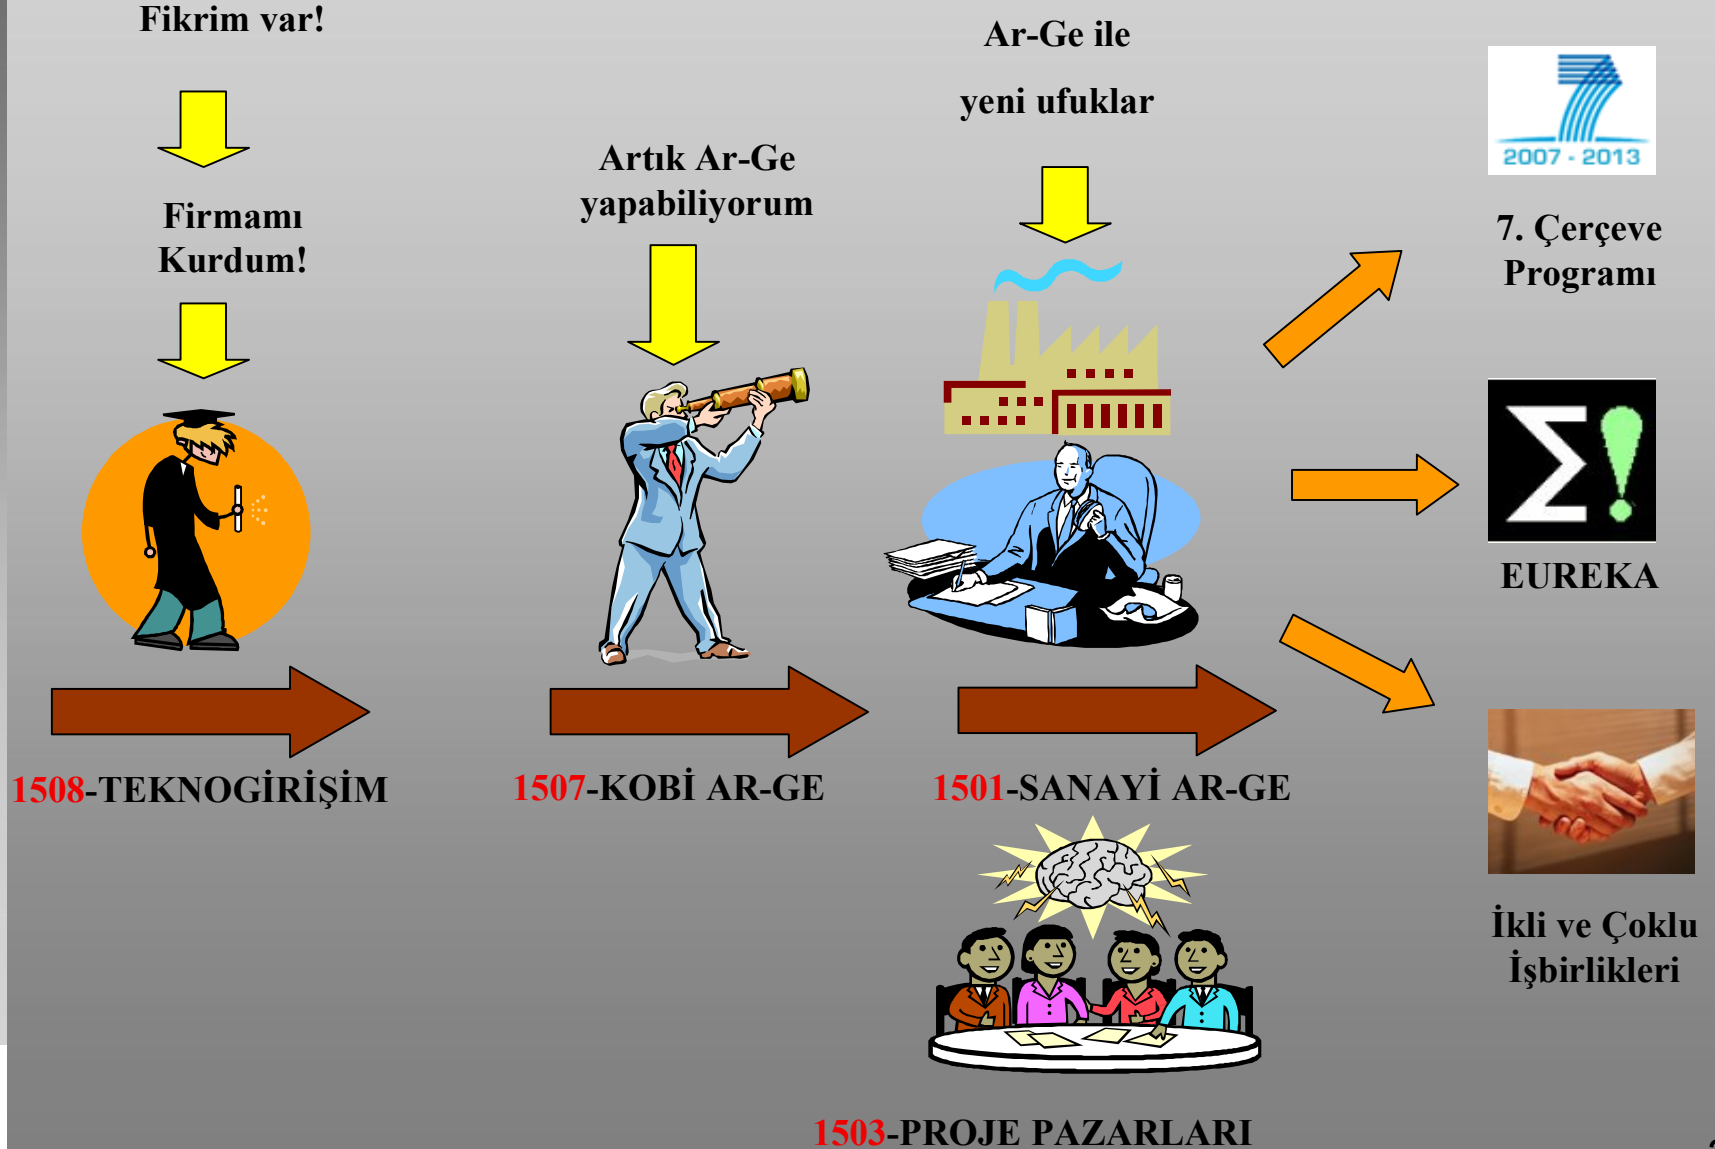 Fikrim var!
Firmamı
Kurdum!
1508-TEKNOGİRİŞİM
Artık Ar-Ge
yapabiliyorum
1507-KOBİ AR-GE
Ar-Ge ile
yeni ufuklar
1501-SANAYİ AR-GE
1503-PROJE PAZARLARI
7
2007 - 2013
7. Çerçeve
Programı
Σ!
EUREKA
İkli ve Çoklu
İşbirlikleri